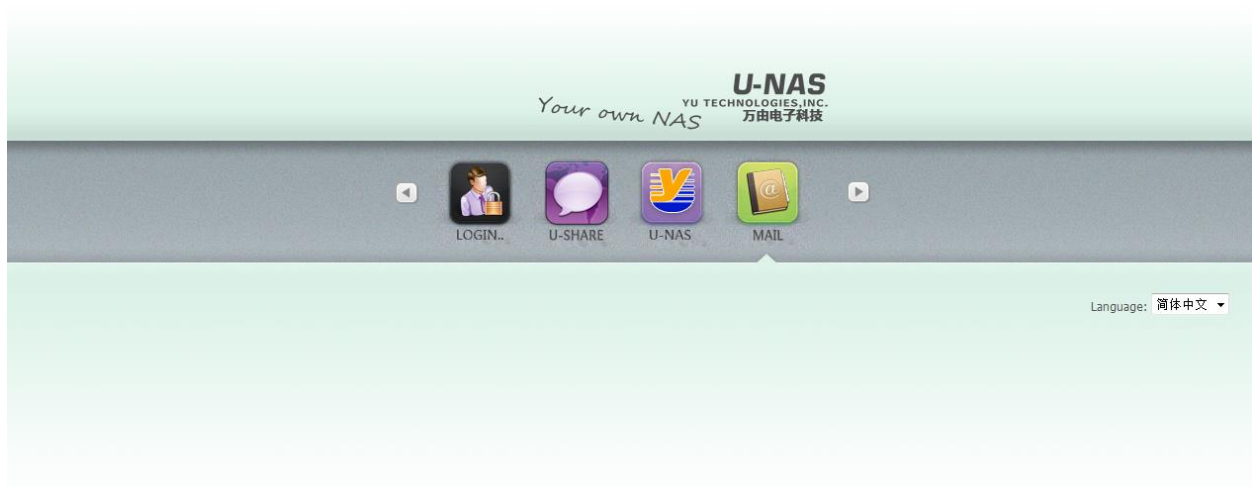 U-NAS
YU TECHNOLOGIES,INC.
Your own NAS
万由电子科技
LOGIN..
U-SHARE
U-NAS
MAIL
Language: 简体中文